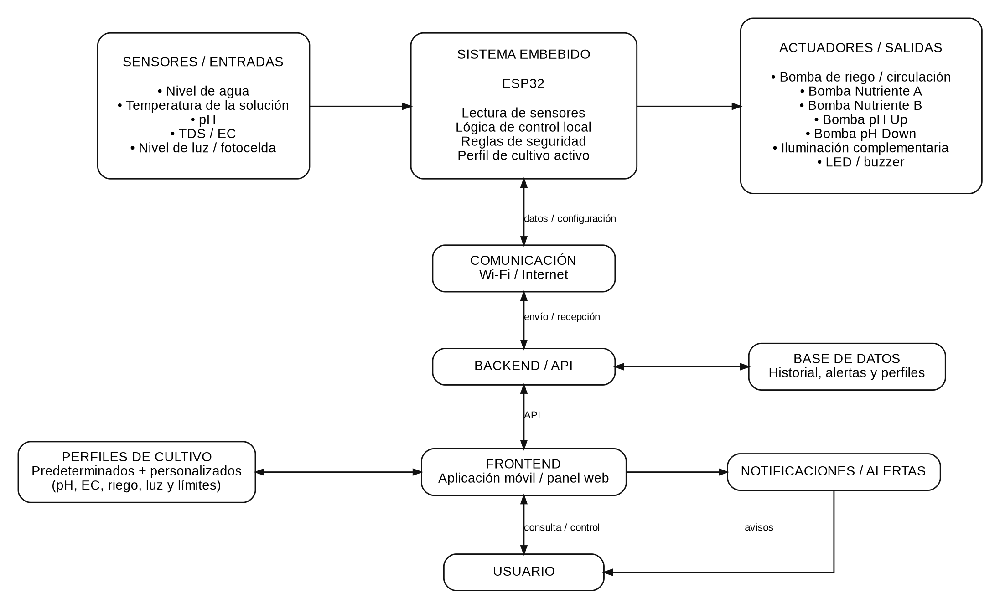 SENSORES / ENTRADAS
• Nivel de agua
• Temperatura de la solución
• pH
• TDS / EC
• Nivel de luz / fotocelda
SISTEMA EMBEBIDO
ESP32
Lectura de sensores
Lógica de control local
Reglas de seguridad
Perfil de cultivo activo
ACTUADORES / SALIDAS
• Bomba de riego / circulación
• Bomba Nutriente A
• Bomba Nutriente B
• Bomba pH Up
• Bomba pH Down
• Iluminación complementaria
• LED / buzzer
datos / configuración
COMUNICACIÓN
Wi-Fi / Internet
envío / recepción
BACKEND / API
BASE DE DATOS
Historial, alertas y perfiles
API
PERFILES DE CULTIVO
Predeterminados + personalizados
(pH, EC, riego, luz y límites)
FRONTEND
Aplicación móvil / panel web
NOTIFICACIONES / ALERTAS
consulta / control
avisos
USUARIO